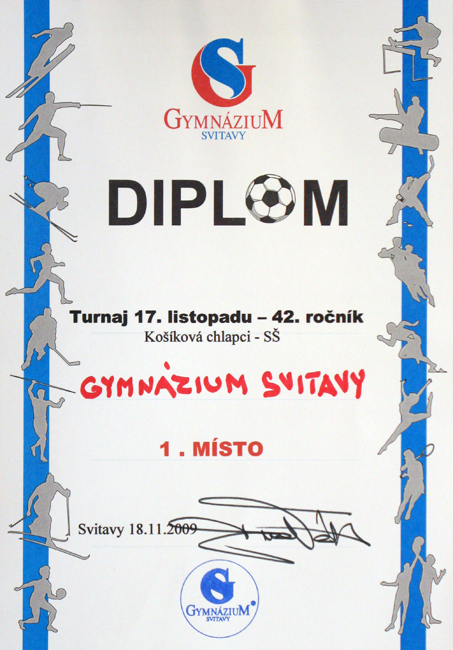 GYMNÁZIUM
SVITAVY
DIPLOM
Turnaj 17. listopadu – 42. ročník
Košíková chlapci - SŠ
GYMNÁZIUM SVITAVY
1 . MÍSTO
Svitavy 18.11.2009
GYMNÁZIUM
SVITAVY